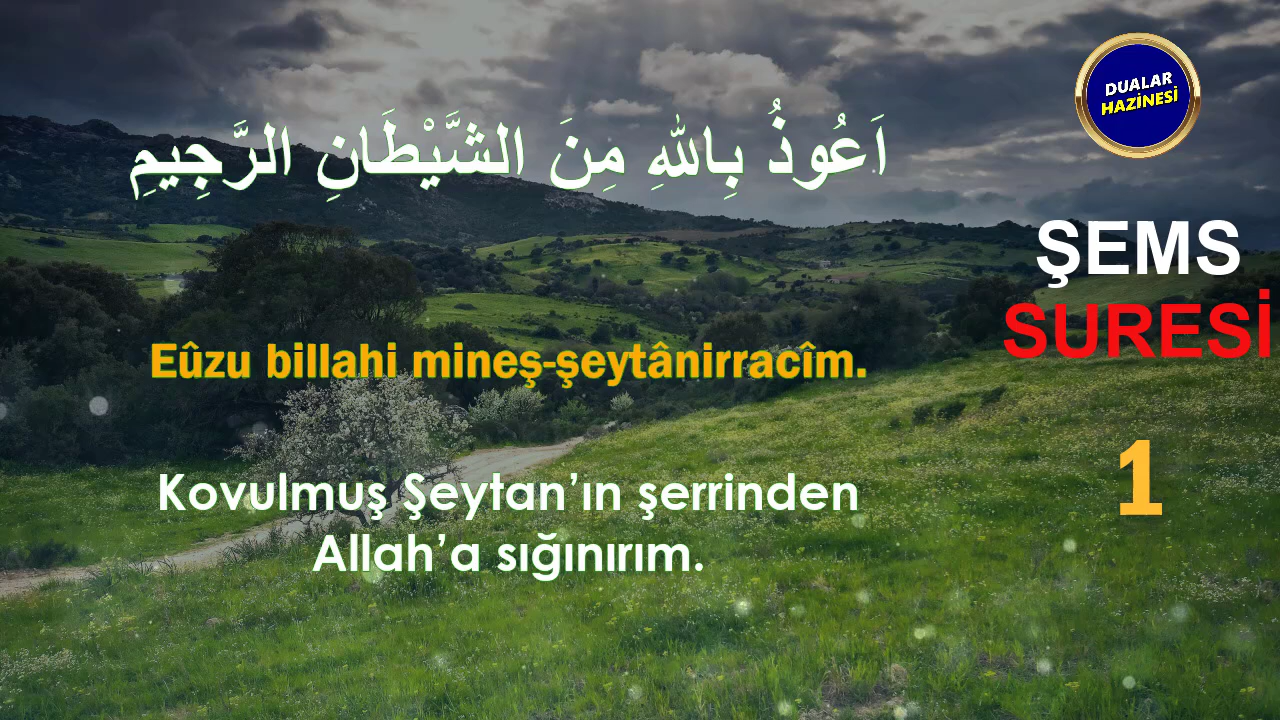 DUALAR
HAZİNESİ
اَعُوذُ بِاللّٰهِ مِنَ الشَّيْطَانِ الرَّجِيمِ
ŞEMS
SURESİ
Eûzu billahi mineş-şeytânirracîm.
1
Kovulmuş Şeytan’ın şerrinden
Allah’a sığınırım.